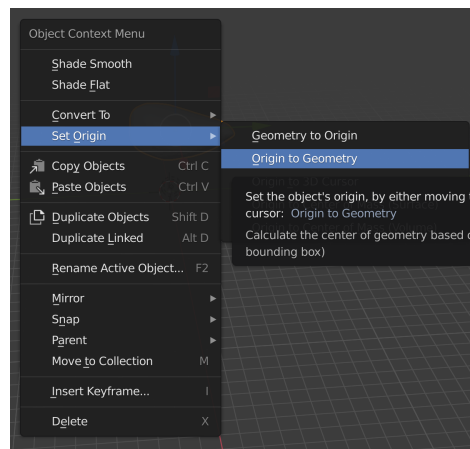 Object Context Menu
Shade Smooth
Shade Flat
Convert To
Set Origin
Geometry to Origin
Origin to Geometry
Copy Objects Ctrl C
Paste Objects Ctrl V
Set the object's origin, by either moving
cursor: Origin to Geometry
Calculate the center of geometry based
bounding box)
Duplicate Objects Shift D
Duplicate Linked Alt D
Rename Active Object... F2
Mirror
Snap
Parent
Move to Collection M
Insert Keyframe... I
Delete X